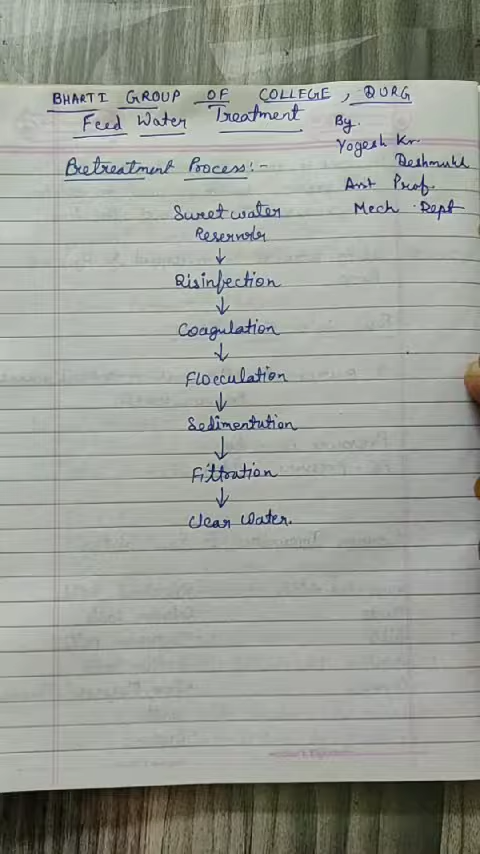 BHARTI GROUP OF COLLEGE, DURG
Feed Water Treatment
By.
Yogesh Kr.
Deshmukh
Asst Prof.
Mech. Dept
Pretreatment Process:-
Sweet water
Reservoir
↓
Disinfection
↓
Coagulation
↓
Flocculation
↓
Sedimentation
↓
Filtration
↓
Clear Water.